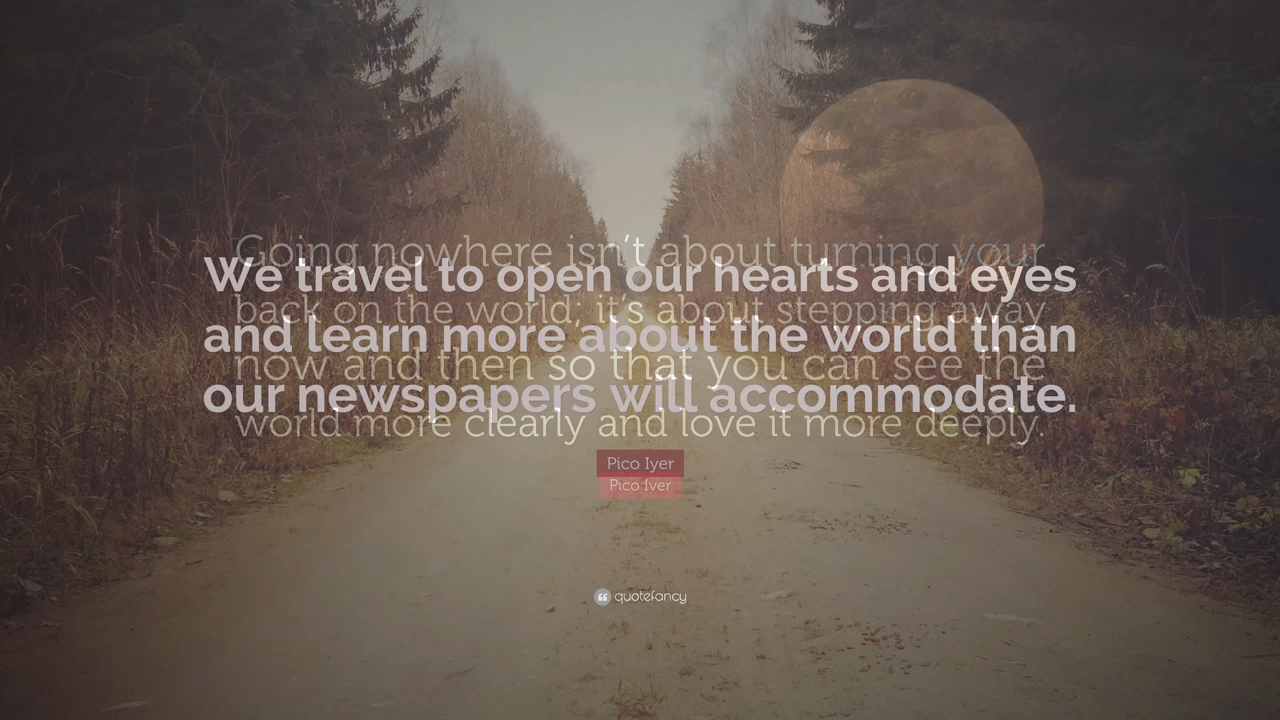 Going nowhere isn't about turning your
We travel to open our hearts and eyes
back on the world; it's about stepping away
and learn more about the world than
now and then so that you can see the
our newspapers will accommodate.
world more clearly and love it more deeply.
Pico Iyer
Pico Iyer
quotefancy